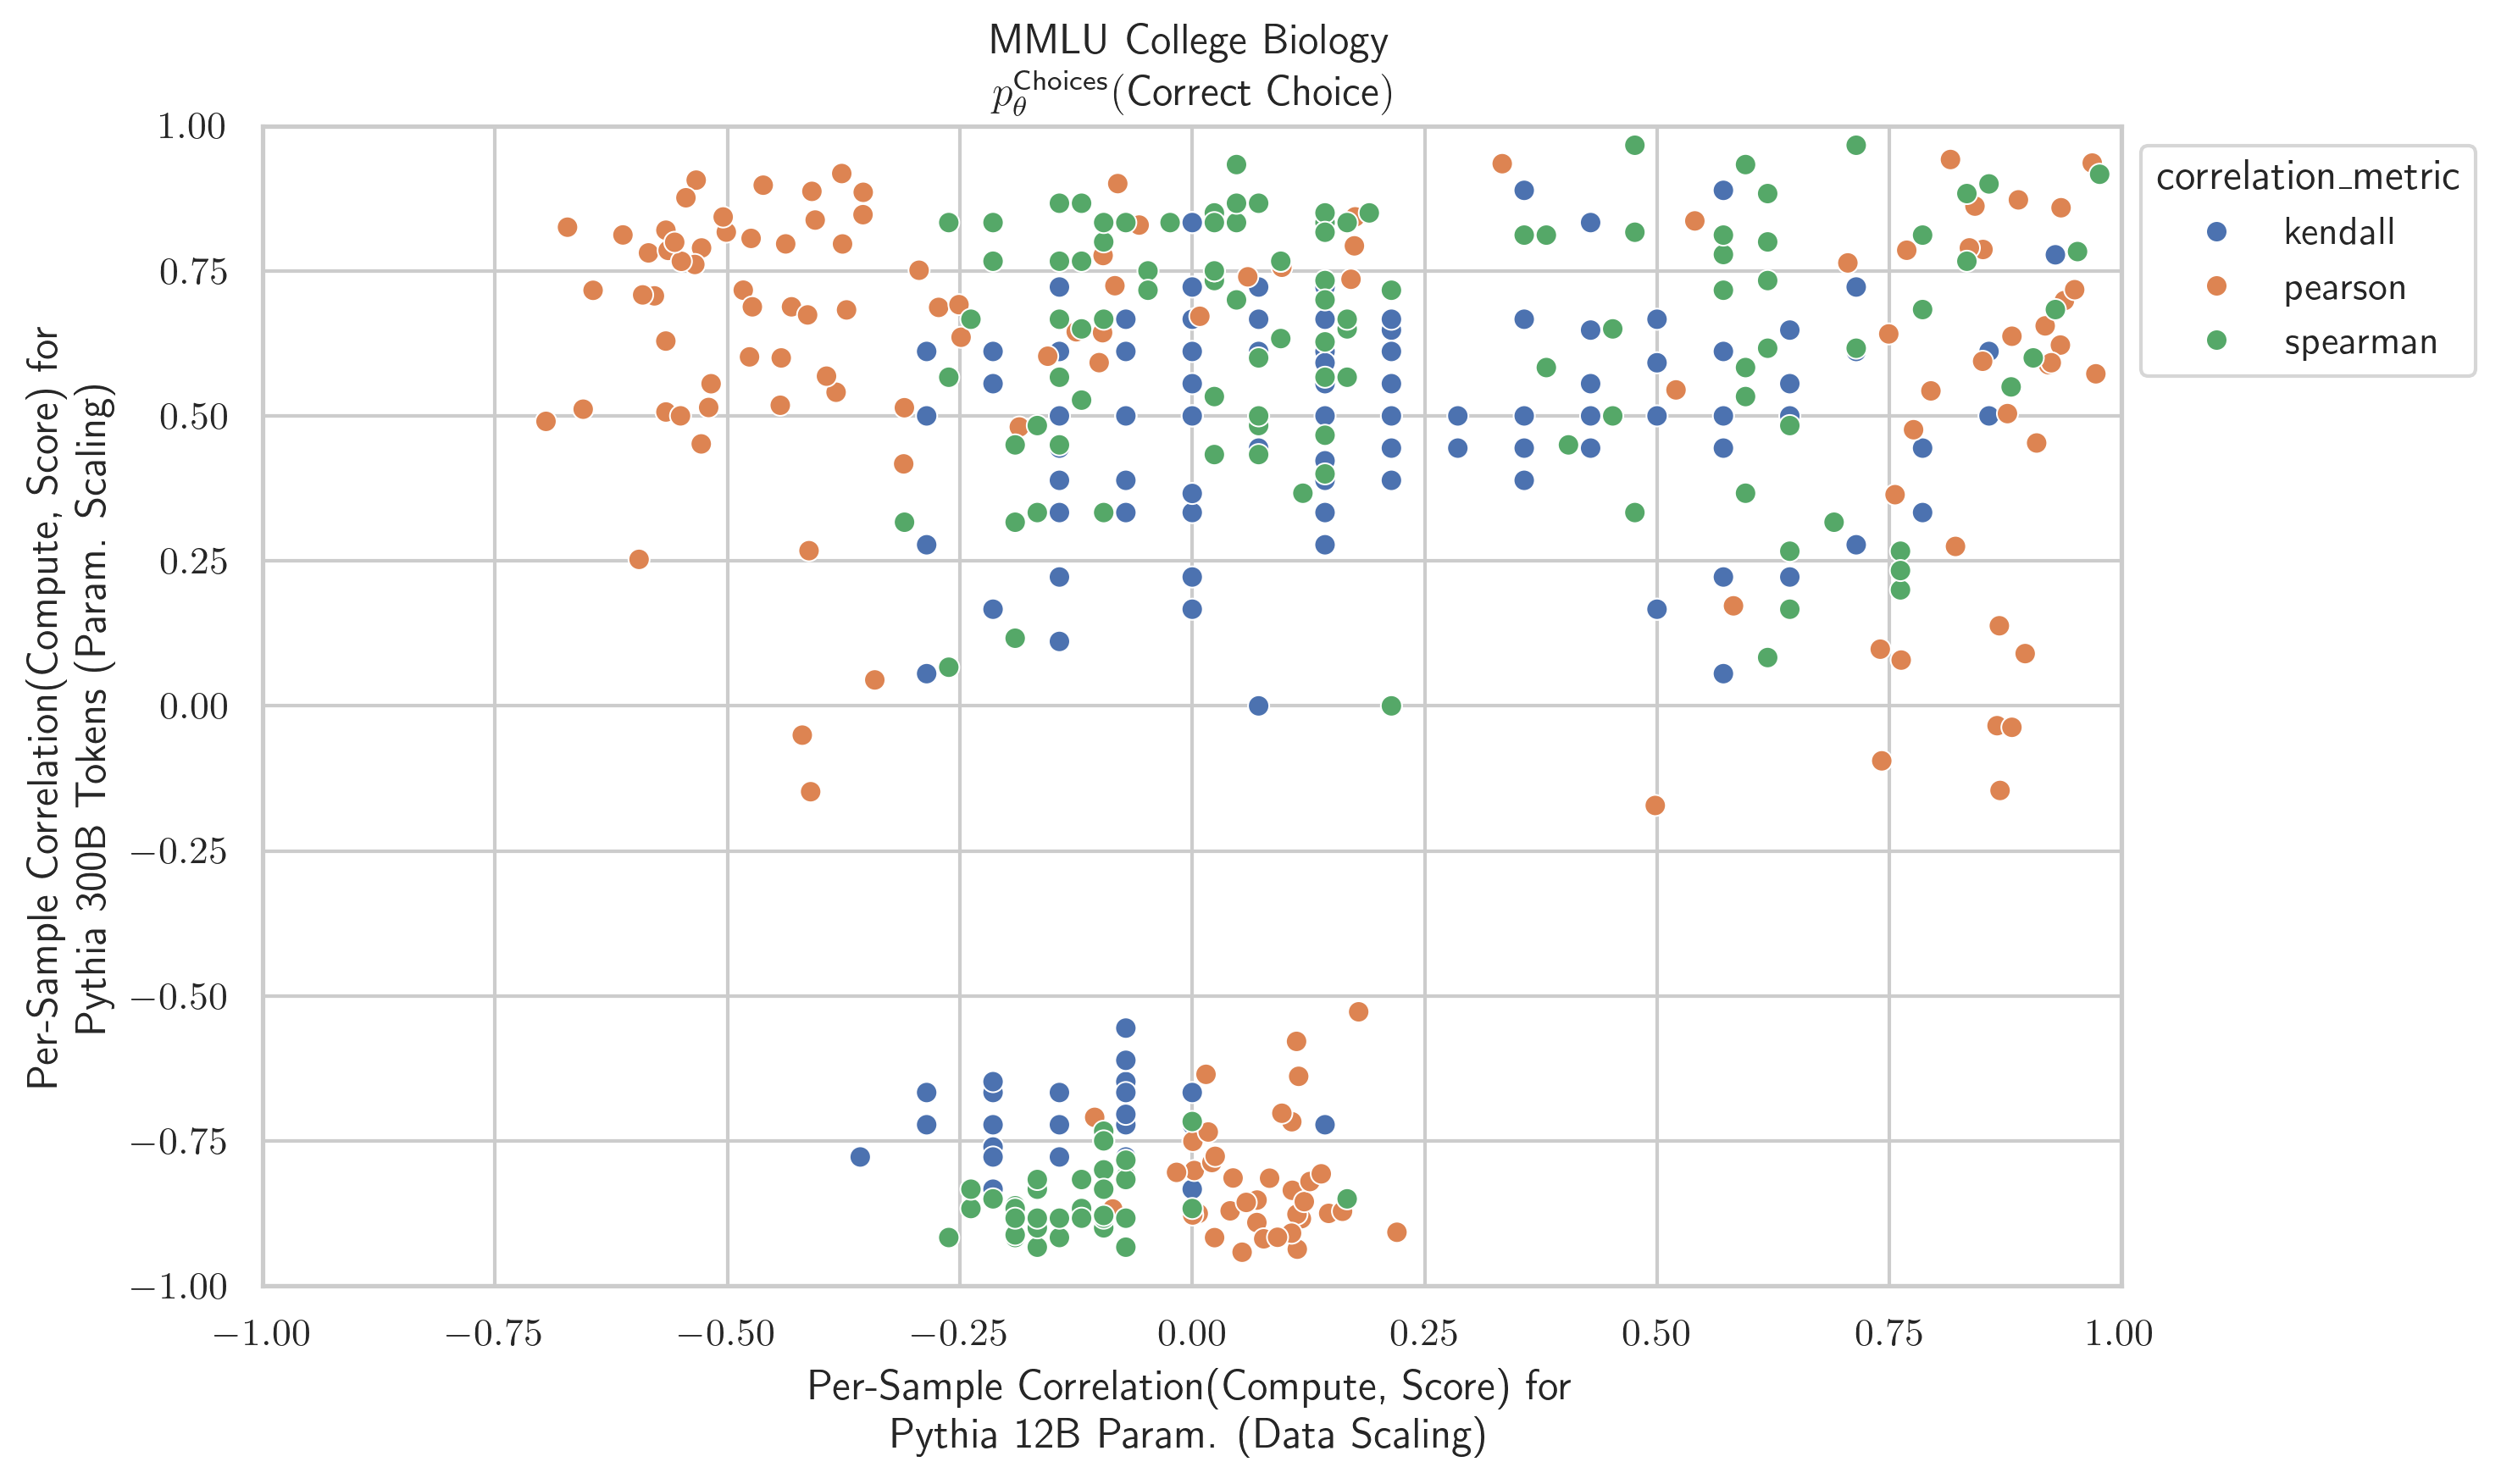 MMLU College Biology
p_θ^Choices(Correct Choice)
Per-Sample Correlation(Compute, Score) for
Pythia 300B Tokens (Param. Scaling)
1.00
0.75
0.50
0.25
0.00
−0.25
−0.50
−0.75
−1.00
correlation_metric
kendall
pearson
spearman
−1.00 −0.75 −0.50 −0.25 0.00 0.25 0.50 0.75 1.00
Per-Sample Correlation(Compute, Score) for
Pythia 12B Param. (Data Scaling)